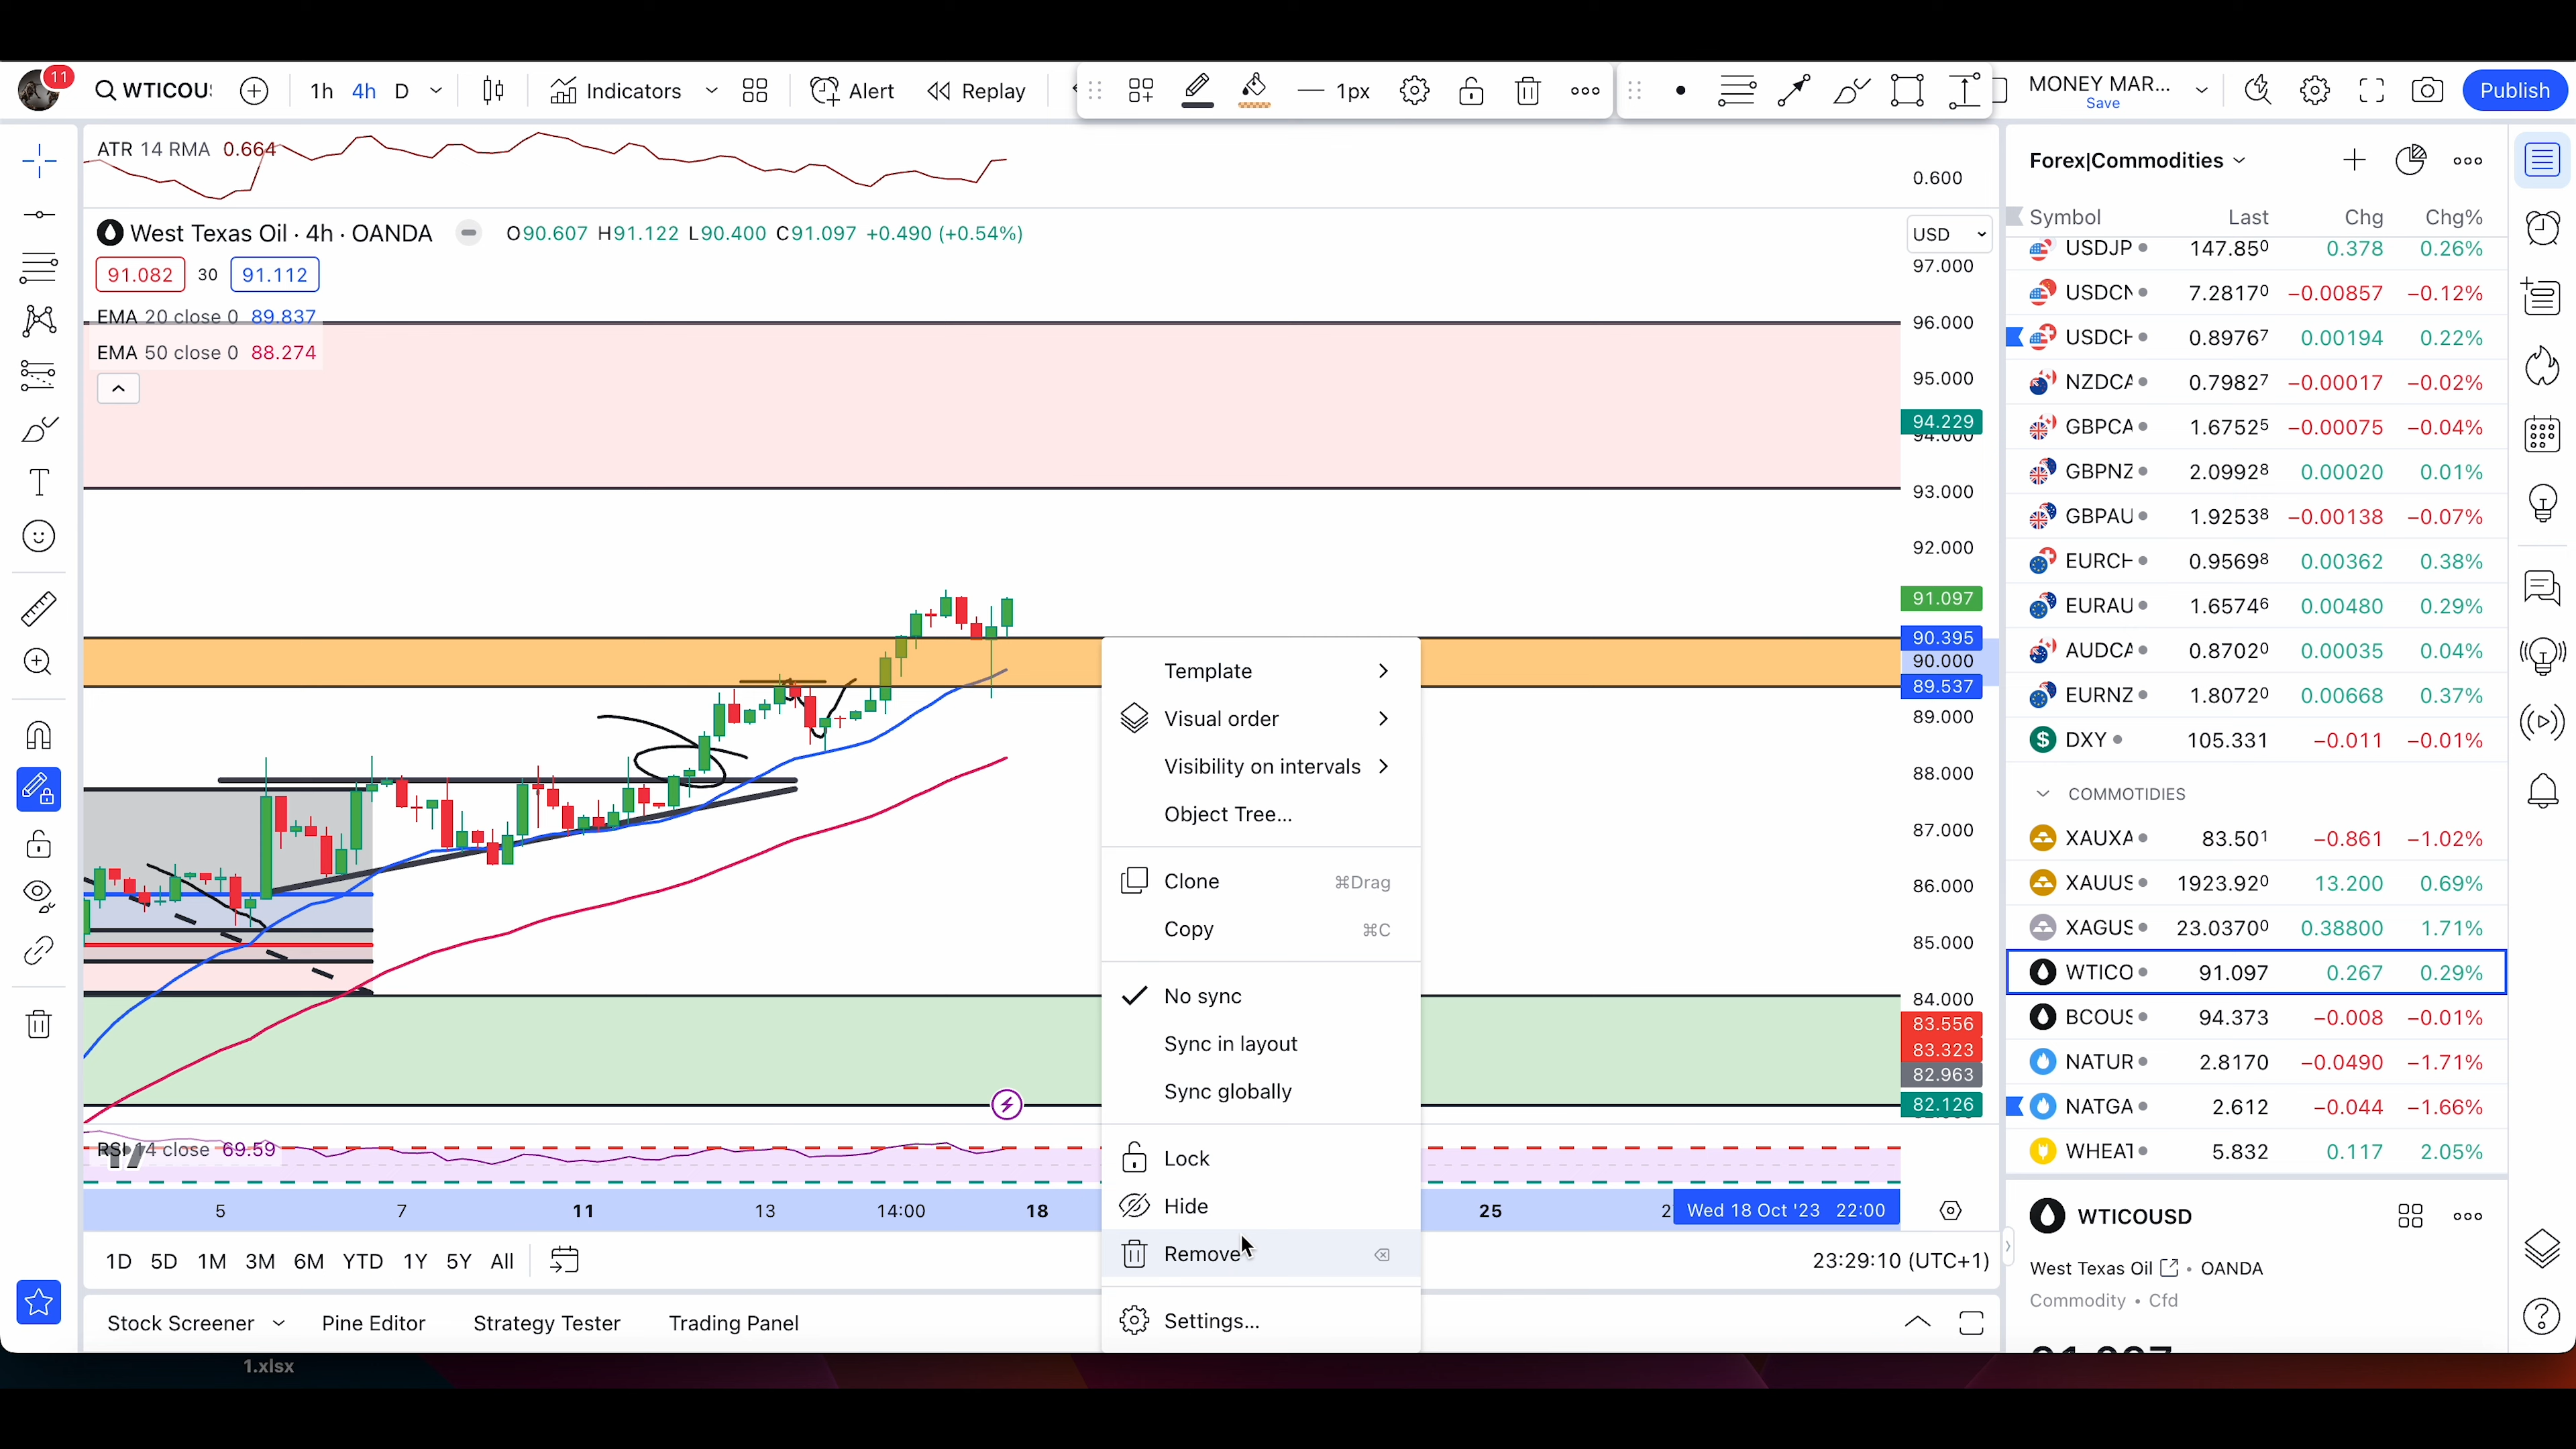 11
WTICOU
1h 4h D
Indicators
Alert
Replay
1px
MONEY MAR...
Save
Publish
ATR 14 RMA 0.664
West Texas Oil · 4h · OANDA O90.607 H91.122 L90.400 C91.097 +0.490 (+0.54%)
91.082 30 91.112
EMA 20 close 0 89.837
EMA 50 close 0 88.274
0.600
USD
97.000
96.000
95.000
94.229
94.000
93.000
92.000
91.097
90.395
90.000
89.537
89.000
88.000
87.000
86.000
85.000
84.000
83.556
83.323
82.963
82.126
Template
Visual order
Visibility on intervals
Object Tree...
Clone ⌘Drag
Copy ⌘C
No sync
Sync in layout
Sync globally
Lock
Hide
Remove
Settings...
RSI 14 close 69.59
5 7 11 13 14:00 18 25 2 Wed 18 Oct '23 22:00
1D 5D 1M 3M 6M YTD 1Y 5Y All
23:29:10 (UTC+1)
Stock Screener Pine Editor Strategy Tester Trading Panel
1.xlsx
Forex|Commodities
Symbol Last Chg Chg%
USDJP 147.850 0.378 0.26%
USDCN 7.28170 −0.00857 −0.12%
USDCH 0.89767 0.00194 0.22%
NZDCA 0.79827 −0.00017 −0.02%
GBPCA 1.67525 −0.00075 −0.04%
GBPNZ 2.09928 0.00020 0.01%
GBPAU 1.92538 −0.00138 −0.07%
EURCH 0.95698 0.00362 0.38%
EURAU 1.65746 0.00480 0.29%
AUDCA 0.87020 0.00035 0.04%
EURNZ 1.80720 0.00668 0.37%
DXY 105.331 −0.011 −0.01%
COMMOTIDIES
XAUXA 83.501 −0.861 −1.02%
XAUUS 1923.920 13.200 0.69%
XAGUS 23.03700 0.38800 1.71%
WTICO 91.097 0.267 0.29%
BCOUS 94.373 −0.008 −0.01%
NATUR 2.8170 −0.0490 −1.71%
NATGA 2.612 −0.044 −1.66%
WHEAT 5.832 0.117 2.05%
WTICOUSD
West Texas Oil • OANDA
Commodity • Cfd